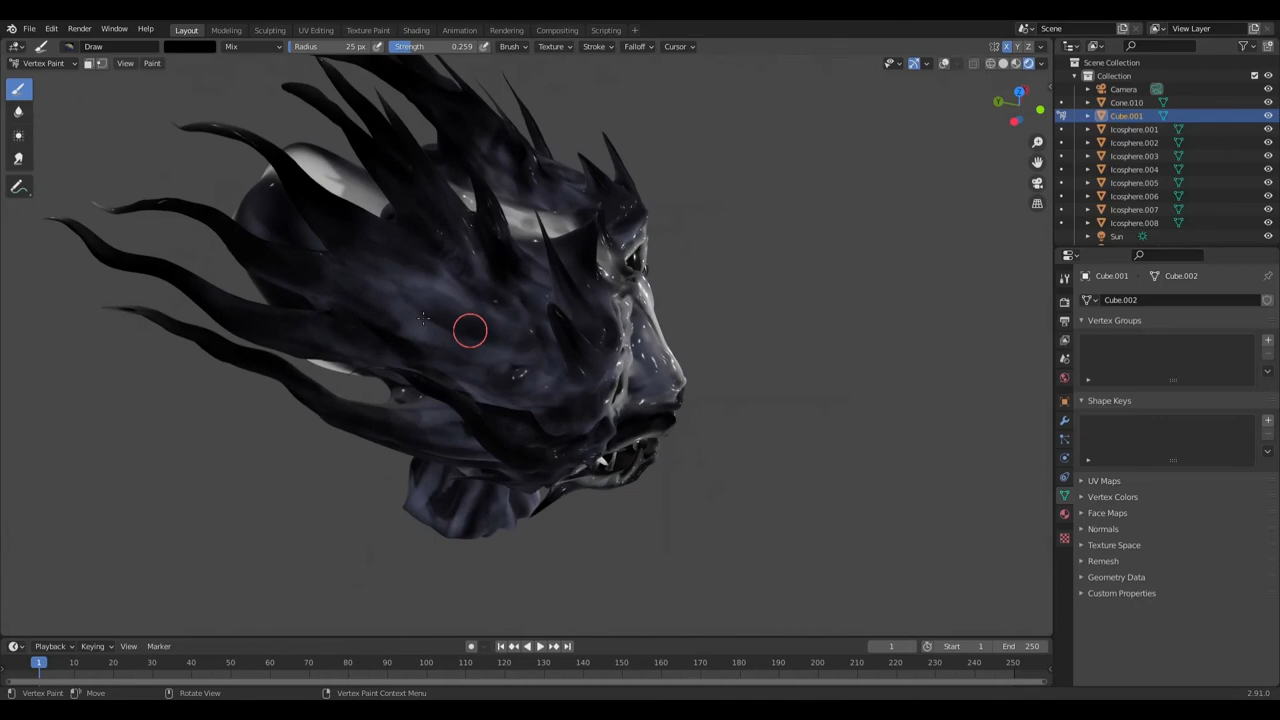 File Edit Render Window Help Layout Modeling Sculpting UV Editing Texture Paint Shading Animation Rendering Compositing Scripting + Scene View Layer
Draw Mix Radius 25 px Strength 0.259 Brush Texture Stroke Falloff Cursor X Y Z
Vertex Paint View Paint
Scene Collection
Collection
Camera
Cone.010
Cube.001
Icosphere.001
Icosphere.002
Icosphere.003
Icosphere.004
Icosphere.005
Icosphere.006
Icosphere.007
Icosphere.008
Sun
Z
Y
Cube.001 Cube.002
Cube.002
Vertex Groups
Shape Keys
UV Maps
Vertex Colors
Face Maps
Normals
Texture Space
Remesh
Geometry Data
Custom Properties
Playback Keying View Marker 1 Start 1 End 250
1 10 20 30 40 50 60 70 80 90 100 110 120 130 140 150 160 170 180 190 200 210 220 230 240 250
Vertex Paint Move Rotate View Vertex Paint Context Menu 2.91.0